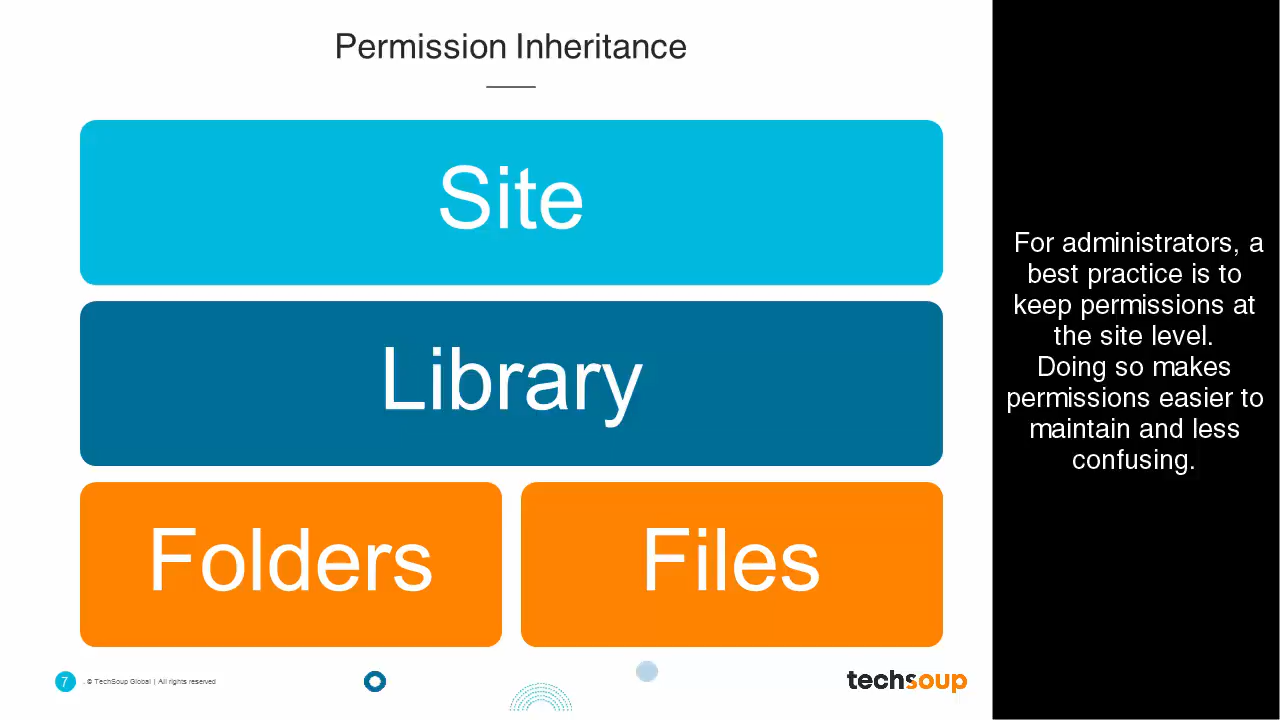 Permission Inheritance
Site
Library
Folders
Files
7
. © TechSoup Global | All rights reserved
techsoup
For administrators, a
best practice is to
keep permissions at
the site level.
Doing so makes
permissions easier to
maintain and less
confusing.